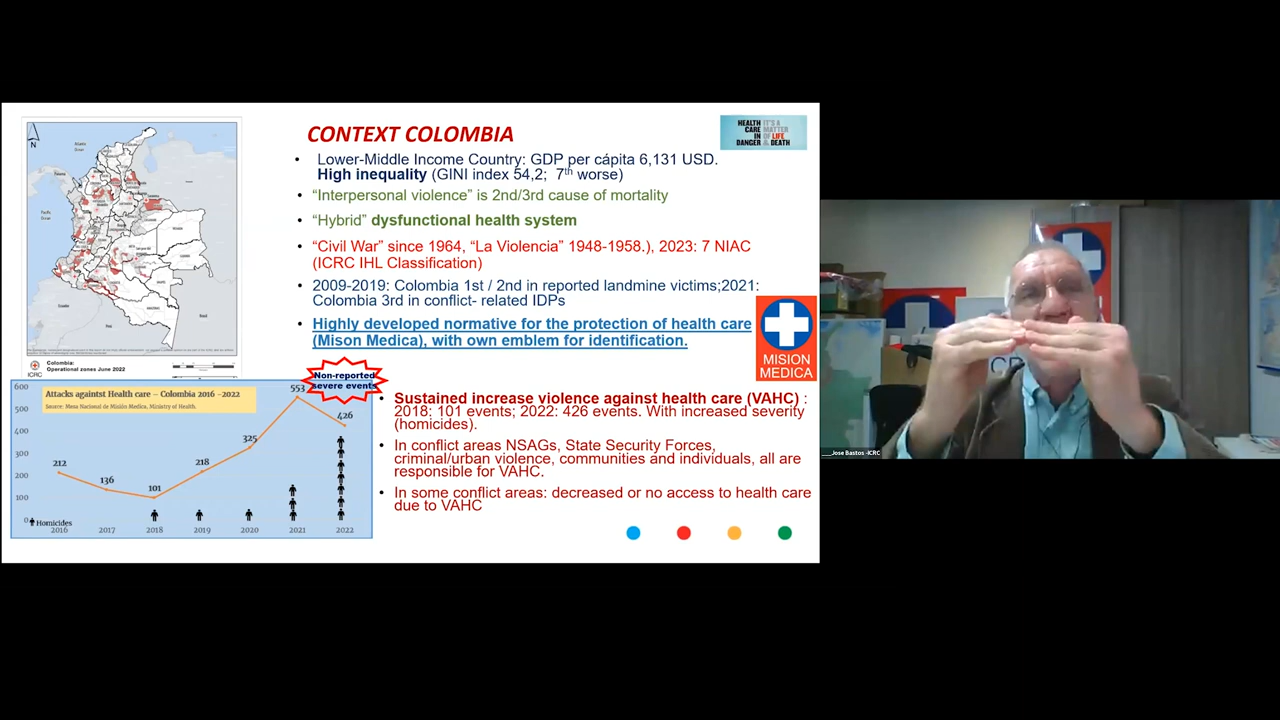 CONTEXT COLOMBIA
HEALTH CARE IN DANGER
IT'S A MATTER OF LIFE & DEATH
• Lower-Middle Income Country: GDP per cápita 6,131 USD.
High inequality (GINI index 54,2; 7th worse)
• “Interpersonal violence” is 2nd/3rd cause of mortality
• “Hybrid” dysfunctional health system
• “Civil War” since 1964, “La Violencia” 1948-1958.), 2023: 7 NIAC
(ICRC IHL Classification)
• 2009-2019: Colombia 1st / 2nd in reported landmine victims;2021:
Colombia 3rd in conflict- related IDPs
• Highly developed normative for the protection of health care
(Mison Medica), with own emblem for identification.
MISION
MEDICA
• Sustained increase violence against health care (VAHC) :
2018: 101 events; 2022: 426 events. With increased severity
(homicides).
• In conflict areas NSAGs, State Security Forces,
criminal/urban violence, communities and individuals, all are
responsible for VAHC.
• In some conflict areas: decreased or no access to health care
due to VAHC
N
ICRC
Colombia:
Operational zones June 2022
Non-reported
severe events
Attacks againtst Health care – Colombia 2016 -2022
Source: Mesa Nacional de Misión Medica, Ministry of Health.
600
500
400
300
200
100
0
212
136
101
218
325
553
426
Homicides
2016 2017 2018 2019 2020 2021 2022
___Jose Bastos -ICRC